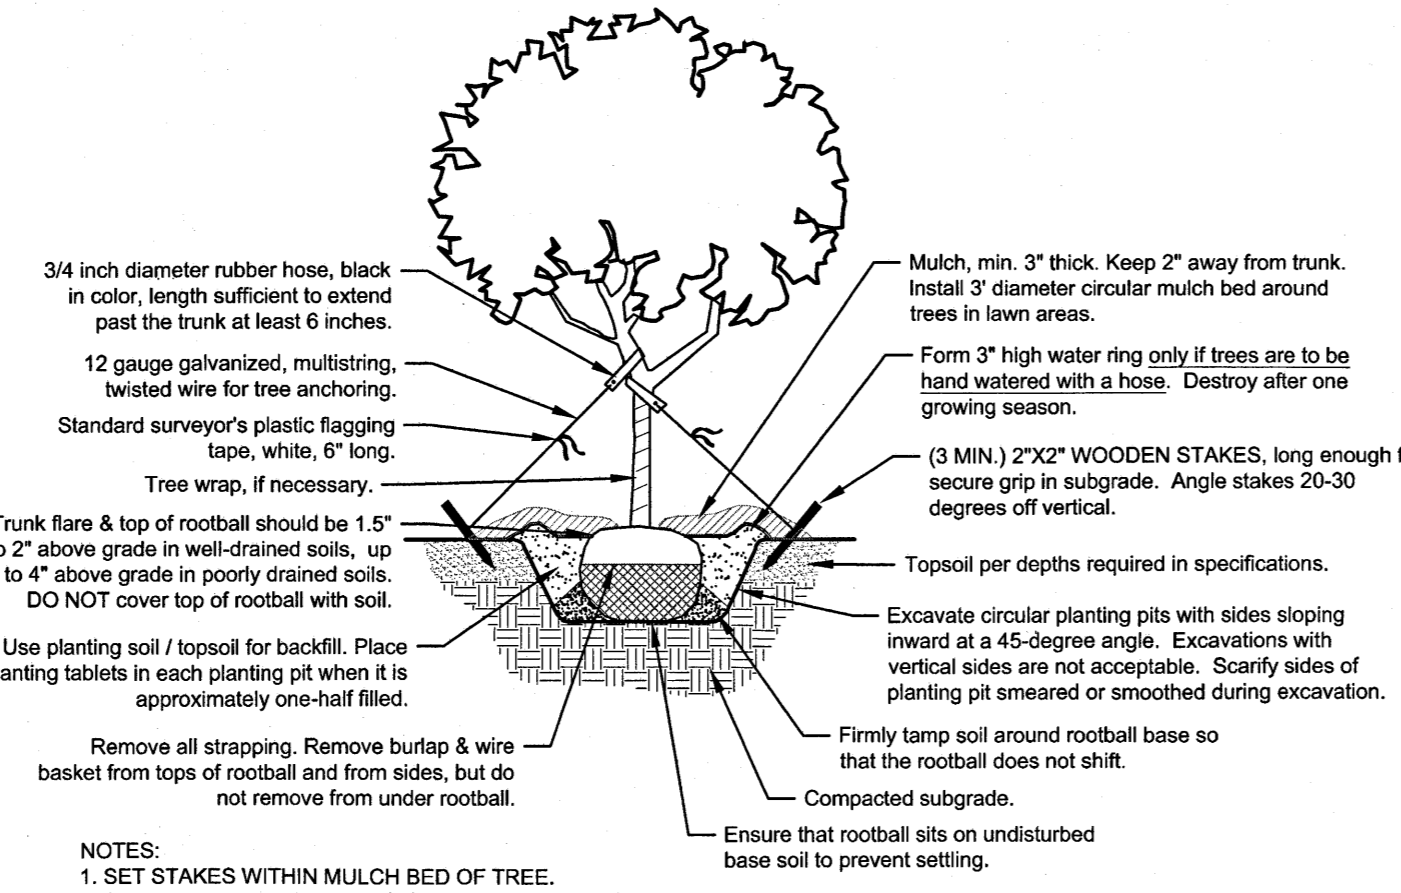 3/4 inch diameter rubber hose, black
in color, length sufficient to extend
past the trunk at least 6 inches.
12 gauge galvanized, multistring,
twisted wire for tree anchoring.
Standard surveyor's plastic flagging
tape, white, 6" long.
Tree wrap, if necessary.
Trunk flare & top of rootball should be 1.5"
2" above grade in well-drained soils, up
to 4" above grade in poorly drained soils.
DO NOT cover top of rootball with soil.
Use planting soil / topsoil for backfill. Place
tablets in each planting pit when it is
approximately one-half filled.
Remove all strapping. Remove burlap & wire
basket from tops of rootball and from sides, but do
not remove from under rootball.
NOTES:
1. SET STAKES WITHIN MULCH BED OF TREE.
Mulch, min. 3" thick. Keep 2" away from trunk.
Install 3' diameter circular mulch bed around
trees in lawn areas.
Form 3" high water ring only if trees are to be
hand watered with a hose. Destroy after one
growing season.
(3 MIN.) 2"X2" WOODEN STAKES, long enough
secure grip in subgrade. Angle stakes 20-30
degrees off vertical.
Topsoil per depths required in specifications.
Excavate circular planting pits with sides sloping
inward at a 45-degree angle. Excavations with
vertical sides are not acceptable. Scarify sides of
planting pit smeared or smoothed during excavation.
Firmly tamp soil around rootball base so
that the rootball does not shift.
Compacted subgrade.
Ensure that rootball sits on undisturbed
base soil to prevent settling.